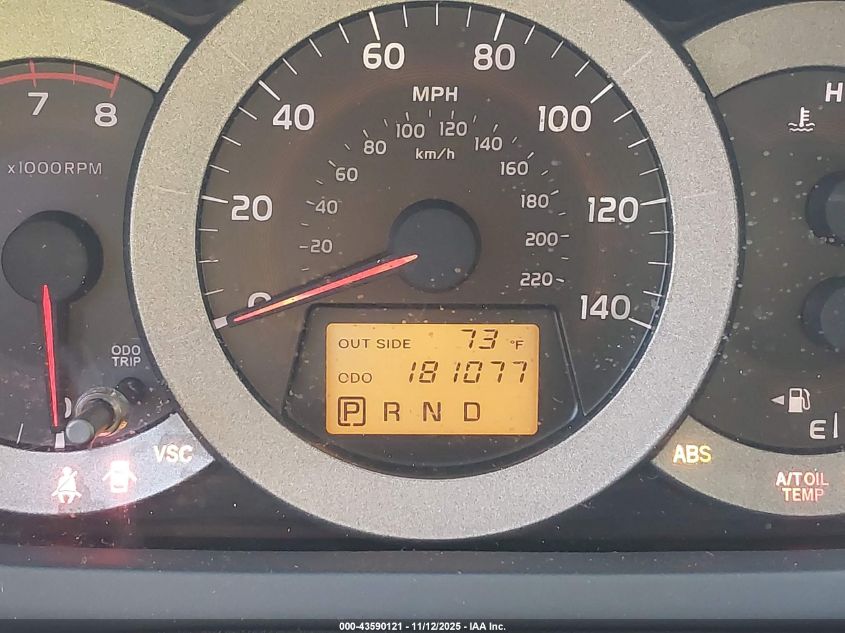 7
8
x1000RPM
0
ODO
TRIP
VSC
0
20
40
60
80
100
120
140
MPH
km/h
20
40
60
80
100
120
140
160
180
200
220
OUT SIDE 73 °F
ODO 181077
P R N D
H
E
ABS
A/T OIL
TEMP
000-43590121 - 11/12/2025 - IAA Inc.